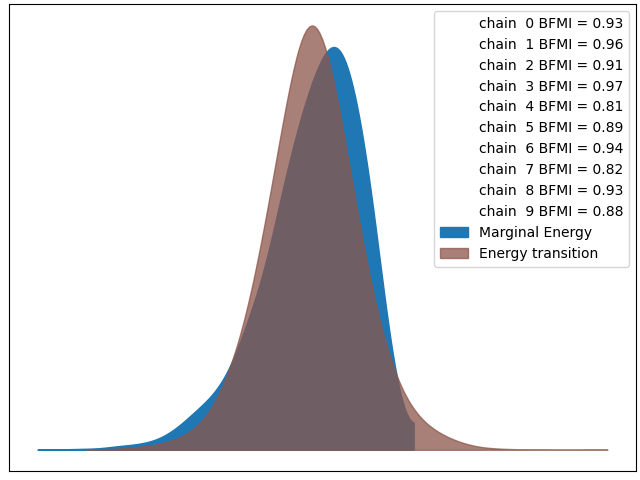 chain  0 BFMI = 0.93
chain  1 BFMI = 0.96
chain  2 BFMI = 0.91
chain  3 BFMI = 0.97
chain  4 BFMI = 0.81
chain  5 BFMI = 0.89
chain  6 BFMI = 0.94
chain  7 BFMI = 0.82
chain  8 BFMI = 0.93
chain  9 BFMI = 0.88
Marginal Energy
Energy transition